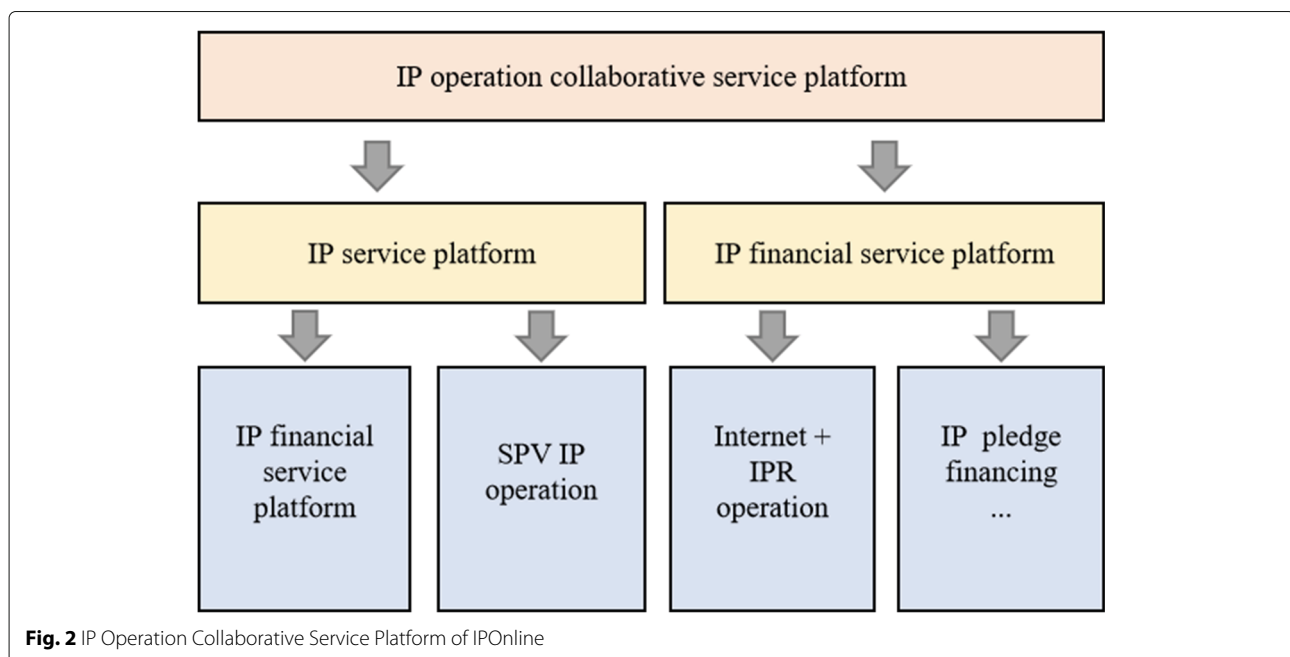 IP operation collaborative service platform
IP service platform
IP financial service platform
IP financial
service
platform
SPV IP
operation
Internet +
IPR
operation
IP pledge
financing
...
Fig. 2 IP Operation Collaborative Service Platform of IPOnline